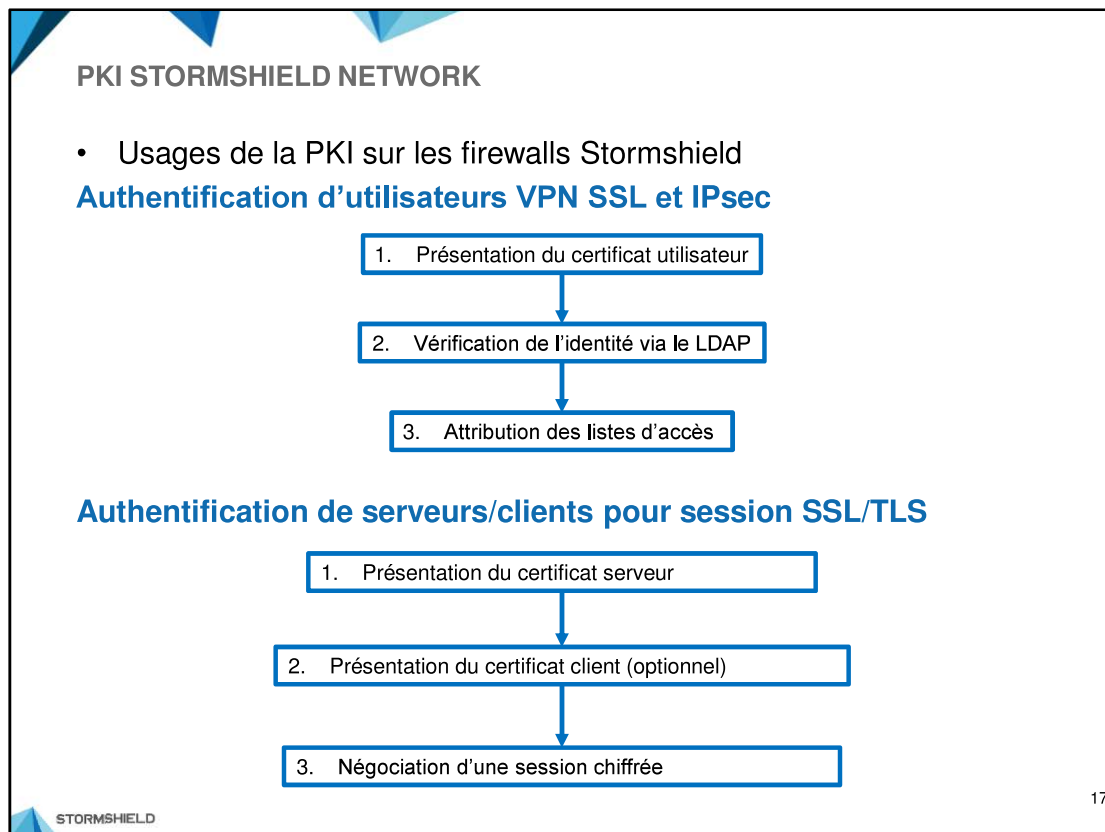 PKI STORMSHIELD NETWORK
• Usages de la PKI sur les firewalls Stormshield
Authentification d’utilisateurs VPN SSL et IPsec
1. Présentation du certificat utilisateur
2. Vérification de l’identité via le LDAP
3. Attribution des listes d’accès
Authentification de serveurs/clients pour session SSL/TLS
1. Présentation du certificat serveur
2. Présentation du certificat client (optionnel)
3. Négociation d’une session chiffrée
17
STORMSHIELD